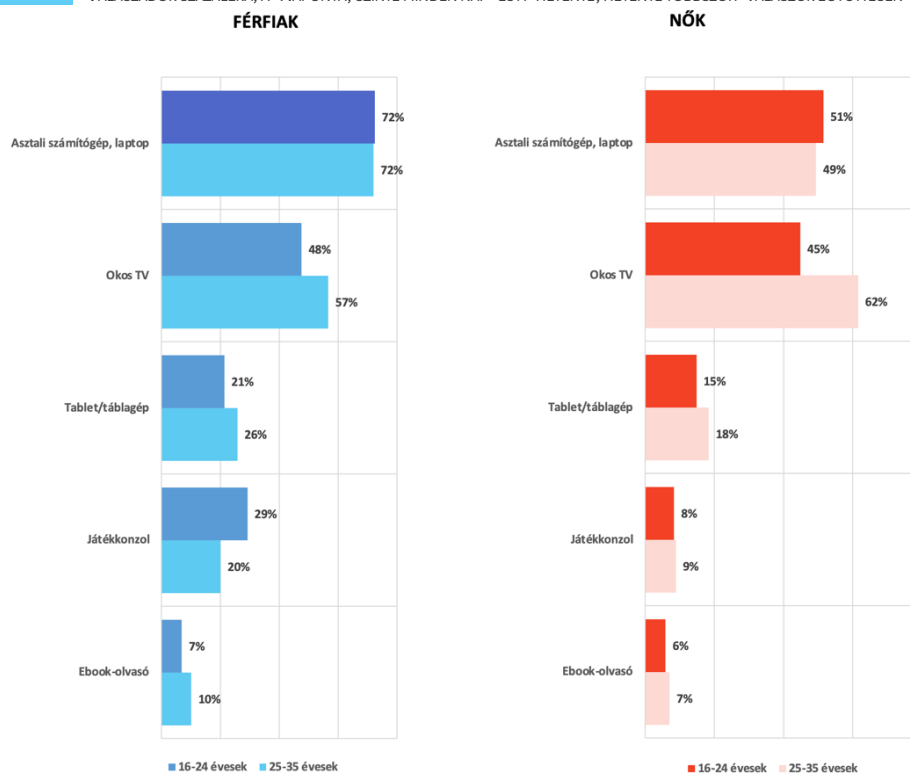 FÉRFIAK
NŐK
Asztali számítógép, laptop
72%
72%
Okos TV
48%
57%
Tablet/táblagép
21%
26%
Játékkonzol
29%
20%
Ebook-olvasó
7%
10%
16-24 évesek 25-35 évesek
Asztali számítógép, laptop
51%
49%
Okos TV
45%
62%
Tablet/táblagép
15%
18%
Játékkonzol
8%
9%
Ebook-olvasó
6%
7%
16-24 évesek 25-35 évesek